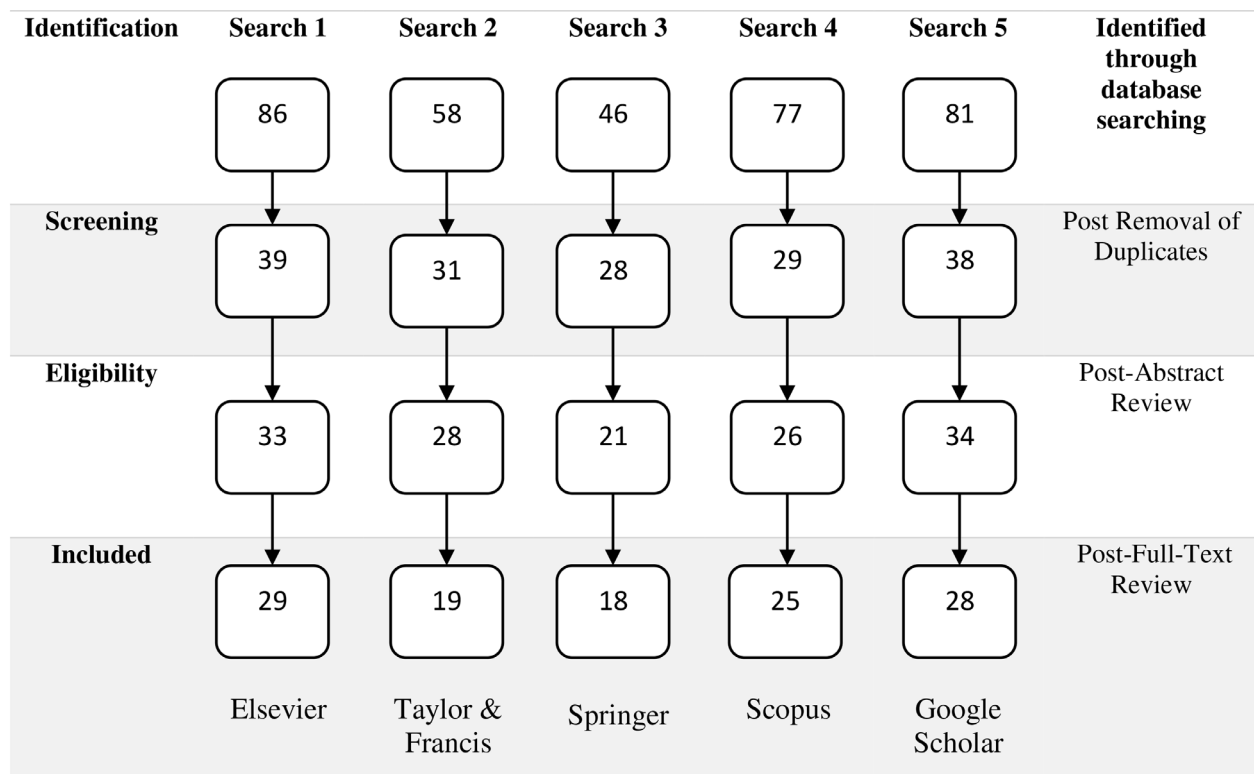 Identification Search 1 Search 2 Search 3 Search 4 Search 5 Identified
through
database
searching
86 58 46 77 81
Screening Post Removal of
Duplicates
39 31 28 29 38
Eligibility Post-Abstract
Review
33 28 21 26 34
Included Post-Full-Text
Review
29 19 18 25 28
Elsevier Taylor & Springer Scopus Google
Francis Scholar